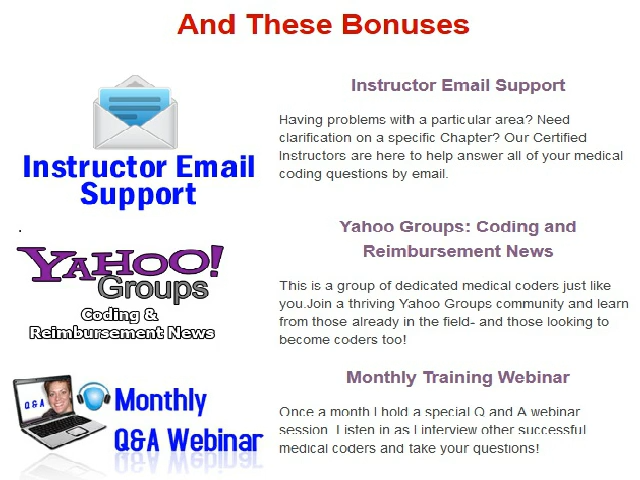 And These Bonuses
Instructor Email
Support
Instructor Email Support
Having problems with a particular area? Need
clarification on a specific Chapter? Our Certified
Instructors are here to help answer all of your medical
coding questions by email.
.
YAHOO!
Groups
Coding &
Reimbursement News
Yahoo Groups: Coding and
Reimbursement News
This is a group of dedicated medical coders just like
you.Join a thriving Yahoo Groups community and learn
from those already in the field- and those looking to
become coders too!
Q & A
Monthly
Q&A Webinar
Monthly Training Webinar
Once a month I hold a special Q and A webinar
session. Listen in as I interview other successful
medical coders and take your questions!